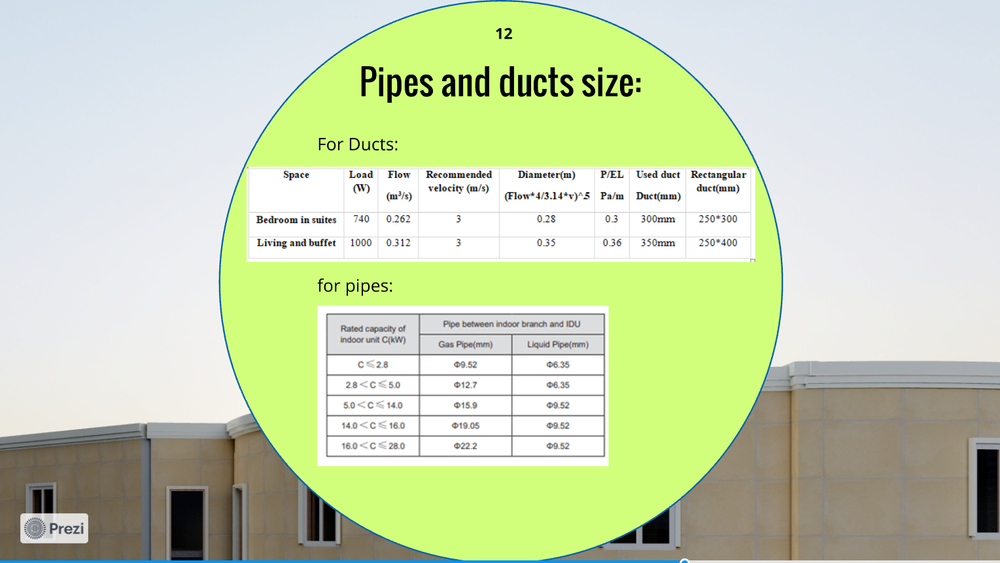 12
Pipes and ducts size:
For Ducts:
Space Load (W) Flow (m³/s) Recommended velocity (m/s) Diameter(m) (Flow*4/3.14*v)^.5 P/EL Pa/m Used duct Duct(mm) Rectangular duct(mm)
Bedroom in suites 740 0.262 3 0.28 0.3 300mm 250*300
Living and buffet 1000 0.312 3 0.35 0.36 350mm 250*400
for pipes:
Rated capacity of indoor unit C(kW) Pipe between indoor branch and IDU
Gas Pipe(mm) Liquid Pipe(mm)
C≤2.8 Φ9.52 Φ6.35
2.8<C≤5.0 Φ12.7 Φ6.35
5.0<C≤14.0 Φ15.9 Φ9.52
14.0<C≤16.0 Φ19.05 Φ9.52
16.0<C≤28.0 Φ22.2 Φ9.52
Prezi